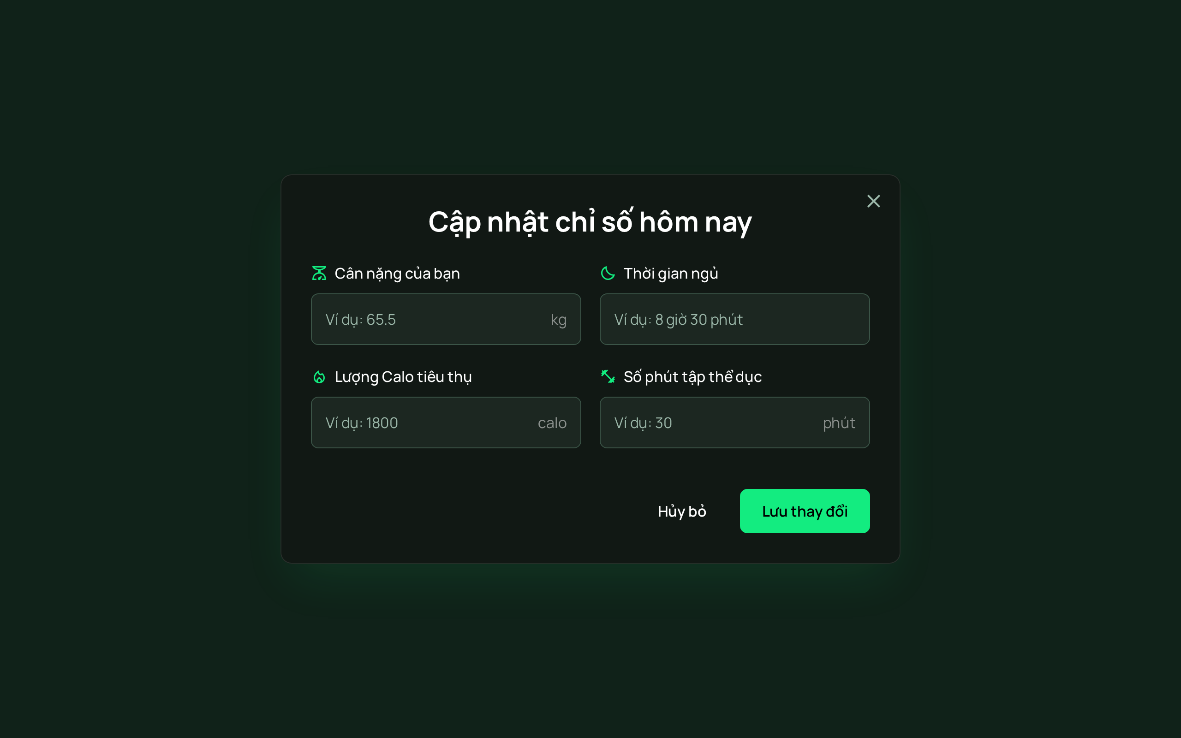 Cập nhật chỉ số hôm nay
Cân nặng của bạn
Thời gian ngủ
Ví dụ: 65.5 kg
Ví dụ: 8 giờ 30 phút
Lượng Calo tiêu thụ
Số phút tập thể dục
Ví dụ: 1800 calo
Ví dụ: 30 phút
Hủy bỏ
Lưu thay đổi